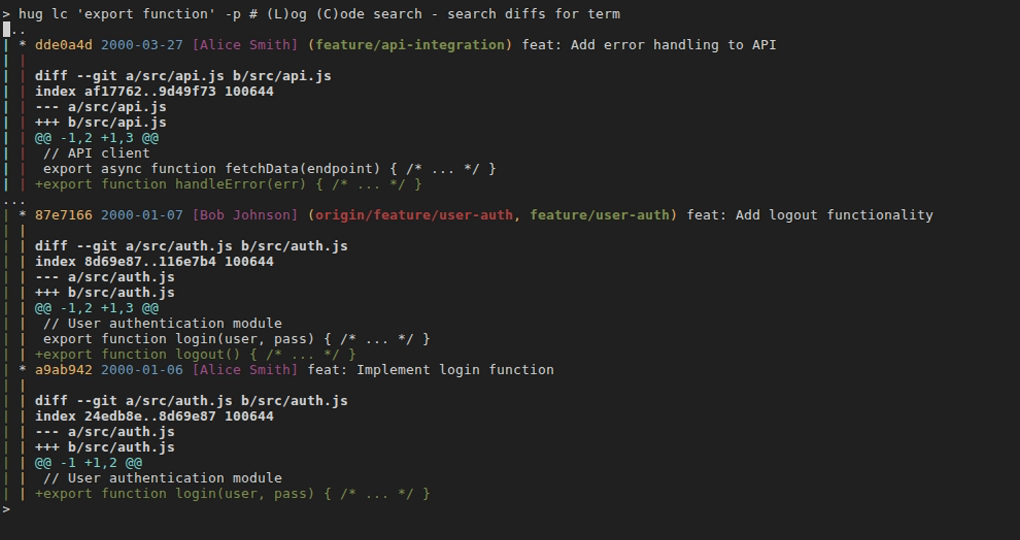 > hug lc 'export function' -p # (L)og (C)ode search - search diffs for term
...
| * dde0a4d 2000-03-27 [Alice Smith] (feature/api-integration) feat: Add error handling to API
| |
| | diff --git a/src/api.js b/src/api.js
| | index af17762..9d49f73 100644
| | --- a/src/api.js
| | +++ b/src/api.js
| | @@ -1,2 +1,3 @@
| |  // API client
| |  export async function fetchData(endpoint) { /* ... */ }
| | +export function handleError(err) { /* ... */ }
...
| * 87e7166 2000-01-07 [Bob Johnson] (origin/feature/user-auth, feature/user-auth) feat: Add logout functionality
| |
| | diff --git a/src/auth.js b/src/auth.js
| | index 8d69e87..116e7b4 100644
| | --- a/src/auth.js
| | +++ b/src/auth.js
| | @@ -1,2 +1,3 @@
| |  // User authentication module
| |  export function login(user, pass) { /* ... */ }
| | +export function logout() { /* ... */ }
| * a9ab942 2000-01-06 [Alice Smith] feat: Implement login function
| |
| | diff --git a/src/auth.js b/src/auth.js
| | index 24edb8e..8d69e87 100644
| | --- a/src/auth.js
| | +++ b/src/auth.js
| | @@ -1 +1,2 @@
| |  // User authentication module
| | +export function login(user, pass) { /* ... */ }
>